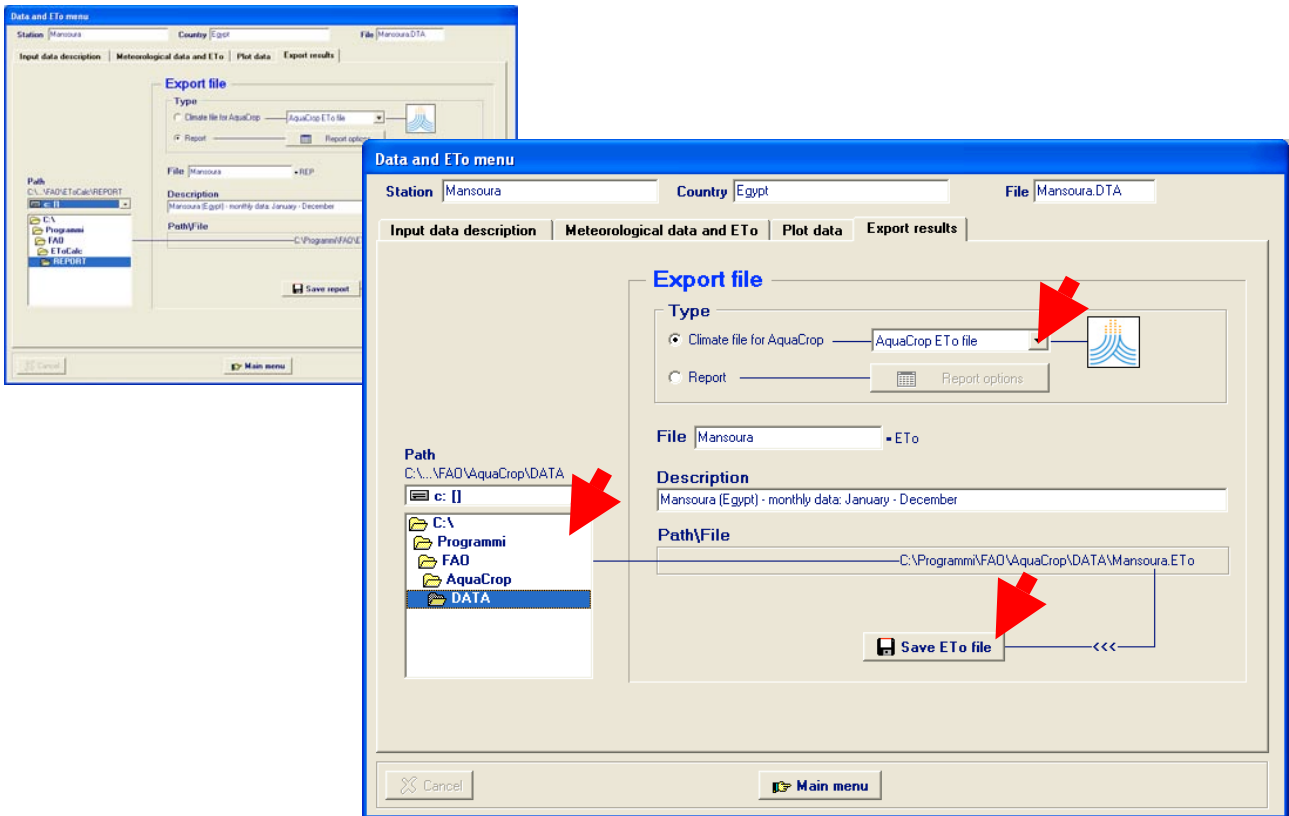 Data and ETo menu
Station Mansoura Country Egypt File Mansoura.DTA
Input data description Meteorological data and ETo Plot data Export results
Export file
Type
Climate file for AquaCrop AquaCrop ETo file
Report Report options
File Mansoura REP
Path
C:\...\FAO\EToCalc\REPORT
c: []
Description
Mansoura (Egypt) - monthly data: January - December
C:\
Programmi
FAO
EToCalc
REPORT
Path\File
C:\Programmi\FAO\E
Save report
Cancel Main menu
Data and ETo menu
Station Mansoura Country Egypt File Mansoura.DTA
Input data description Meteorological data and ETo Plot data Export results
Export file
Type
Climate file for AquaCrop AquaCrop ETo file
Report Report options
File Mansoura ETo
Path
C:\...\FAO\AquaCrop\DATA
c: []
Description
Mansoura (Egypt) - monthly data: January - December
C:\
Programmi
FAO
AquaCrop
DATA
Path\File
C:\Programmi\FAO\AquaCrop\DATA\Mansoura.ETo
Save ETo file <<<
Cancel Main menu